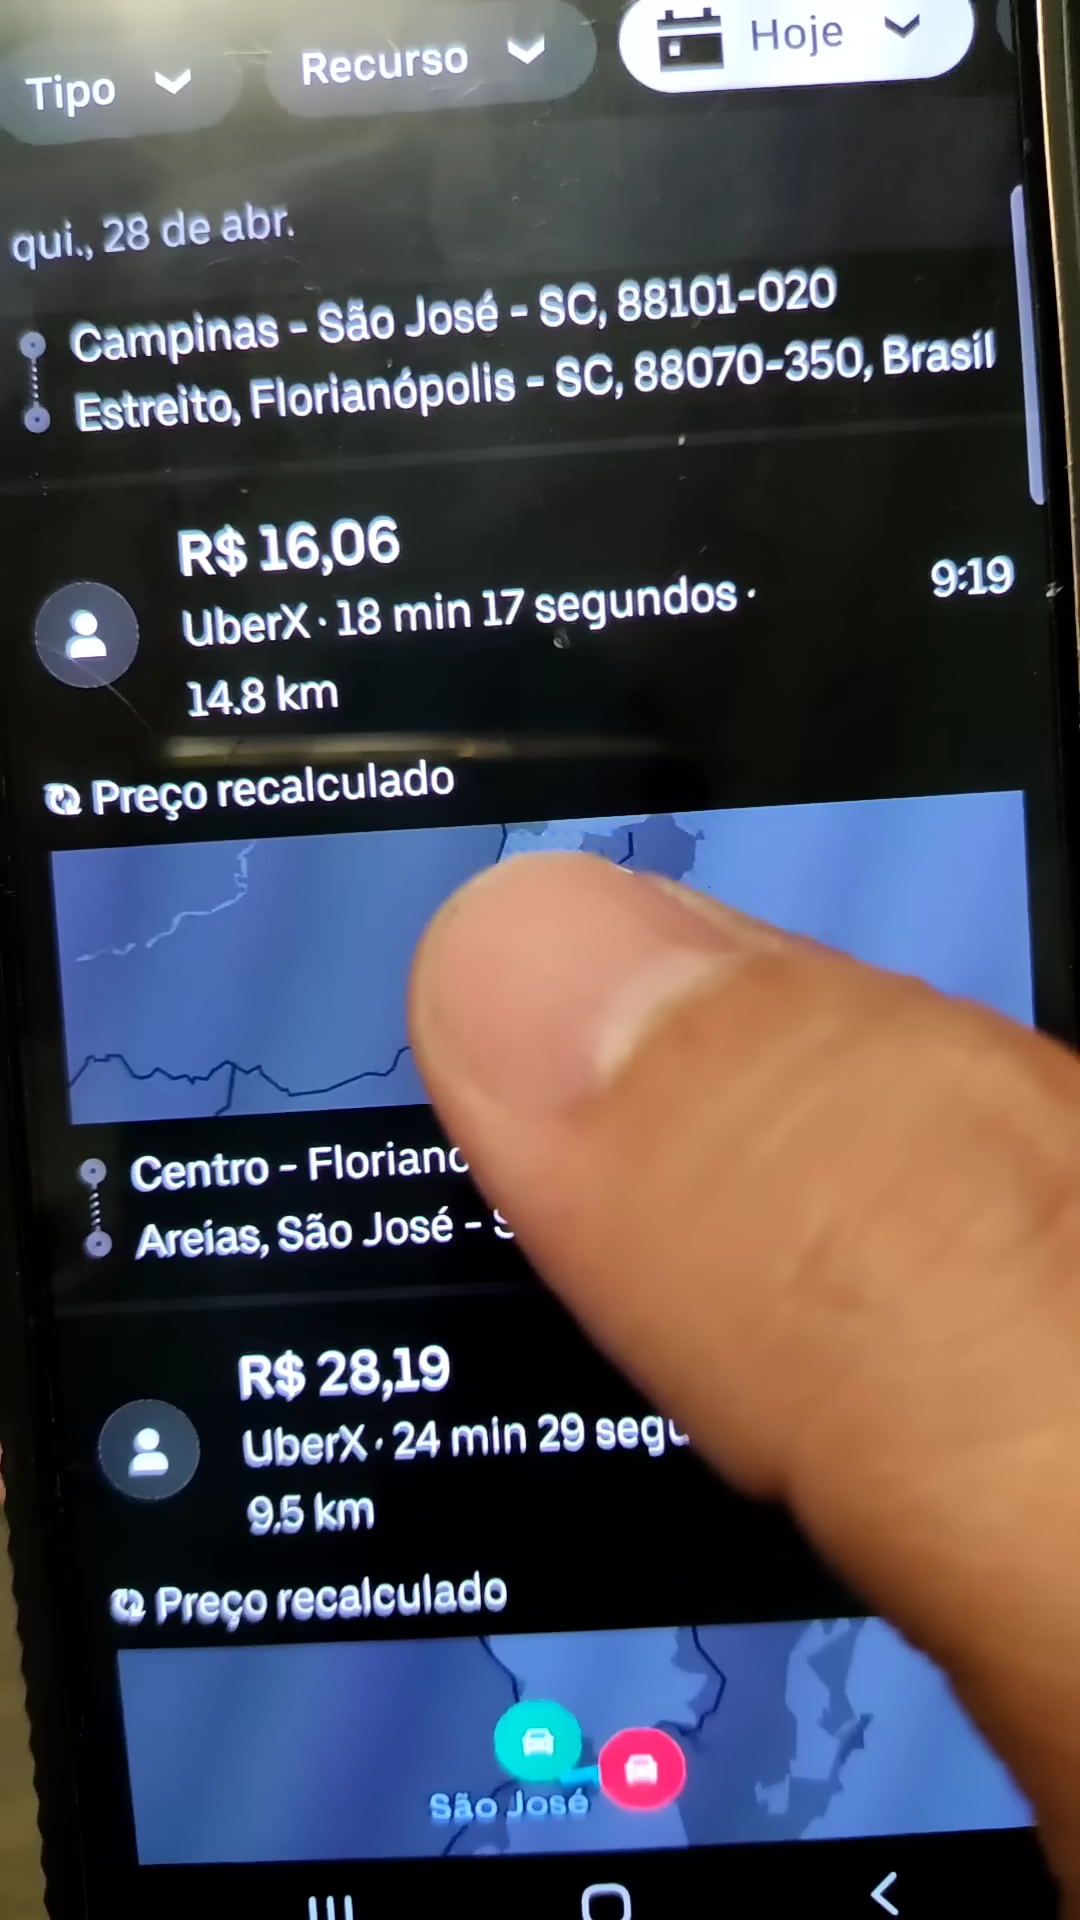 Tipo
Recurso
Hoje
qui., 28 de abr.
Campinas - São José - SC, 88101-020
Estreito, Florianópolis - SC, 88070-350, Brasil
R$ 16,06
UberX · 18 min 17 segundos ·
9:19
14.8 km
Preço recalculado
Centro -
Areias, São José -
R$ 28,19
UberX · 24 min 29
9.5 km
Preço recalculado
São José